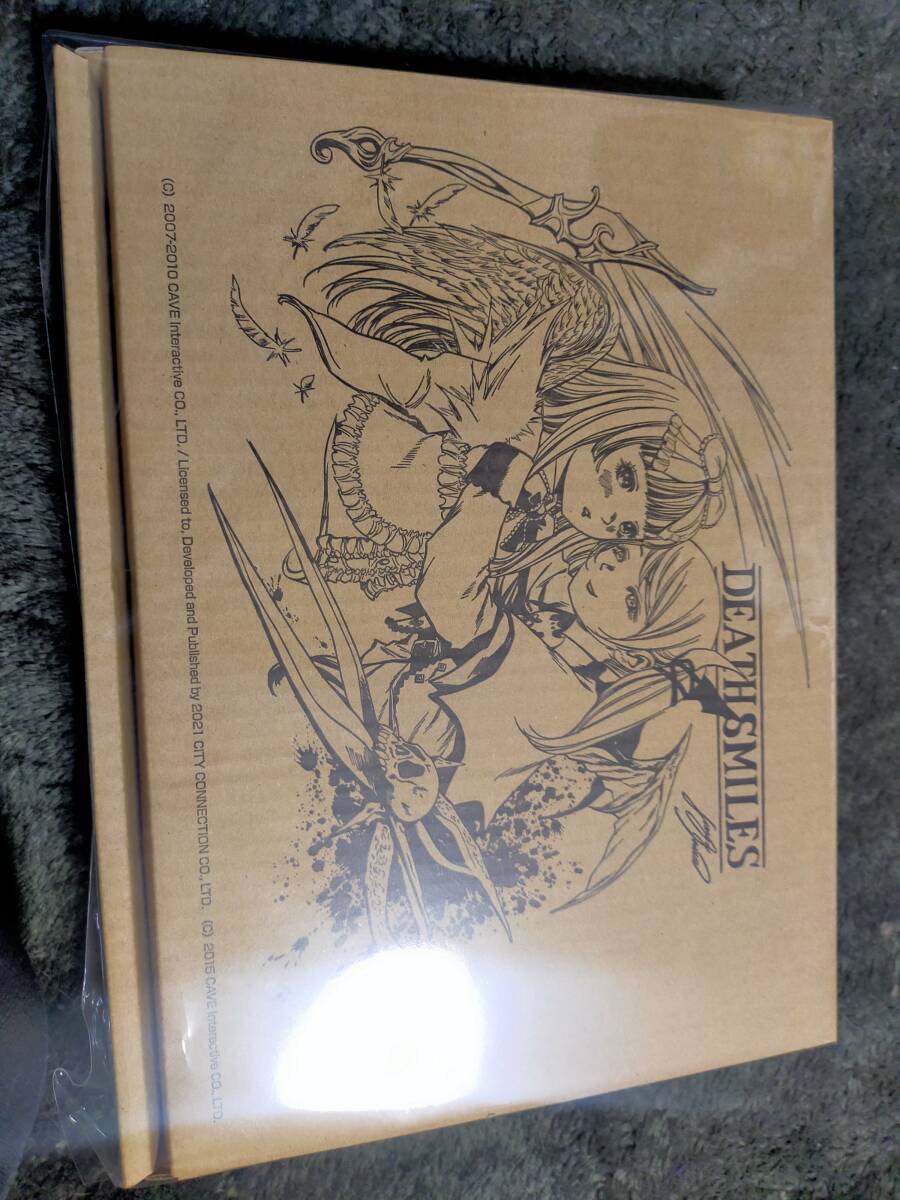 DEATHSMILES
(C) 2007-2010 CAVE Interactive CO., LTD. / Licensed to, Developed and Published by 2021 CITY CONNECTION CO., LTD. (C) 2015 CAVE Interactive CO., LTD.